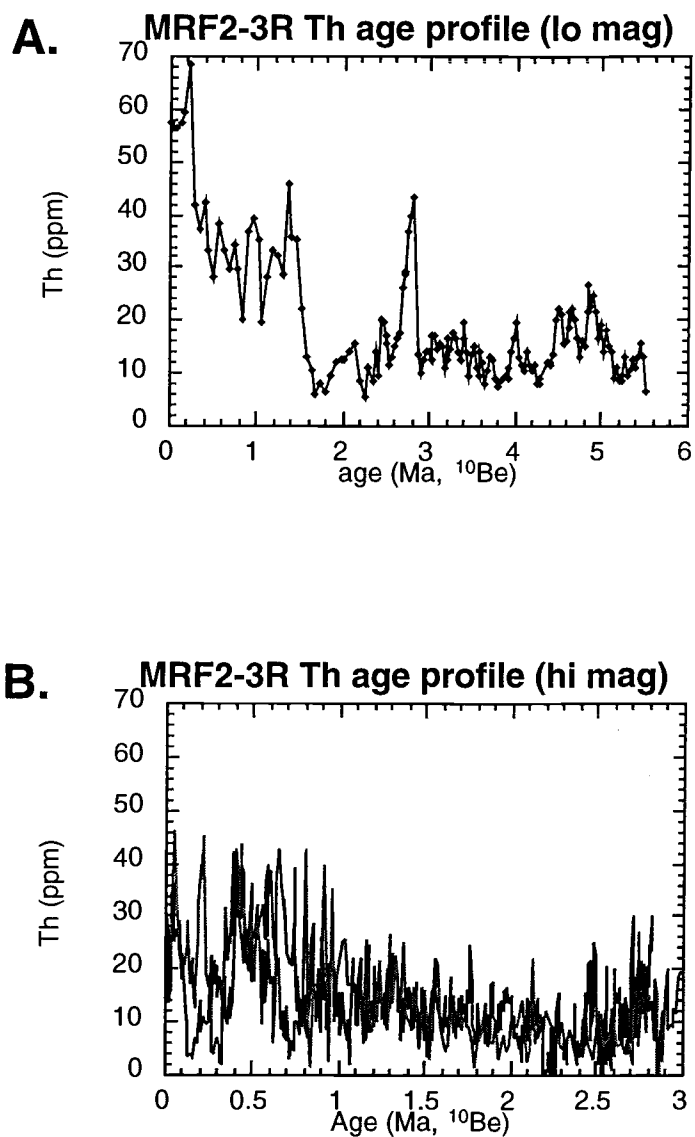 A.
MRF2-3R Th age profile (lo mag)
70
60
50
40
30
20
10
0
Th (ppm)
0 1 2 3 4 5 6
age (Ma, ¹⁰Be)
B.
MRF2-3R Th age profile (hi mag)
70
60
50
40
30
20
10
0
Th (ppm)
0 0.5 1 1.5 2 2.5 3
Age (Ma, ¹⁰Be)